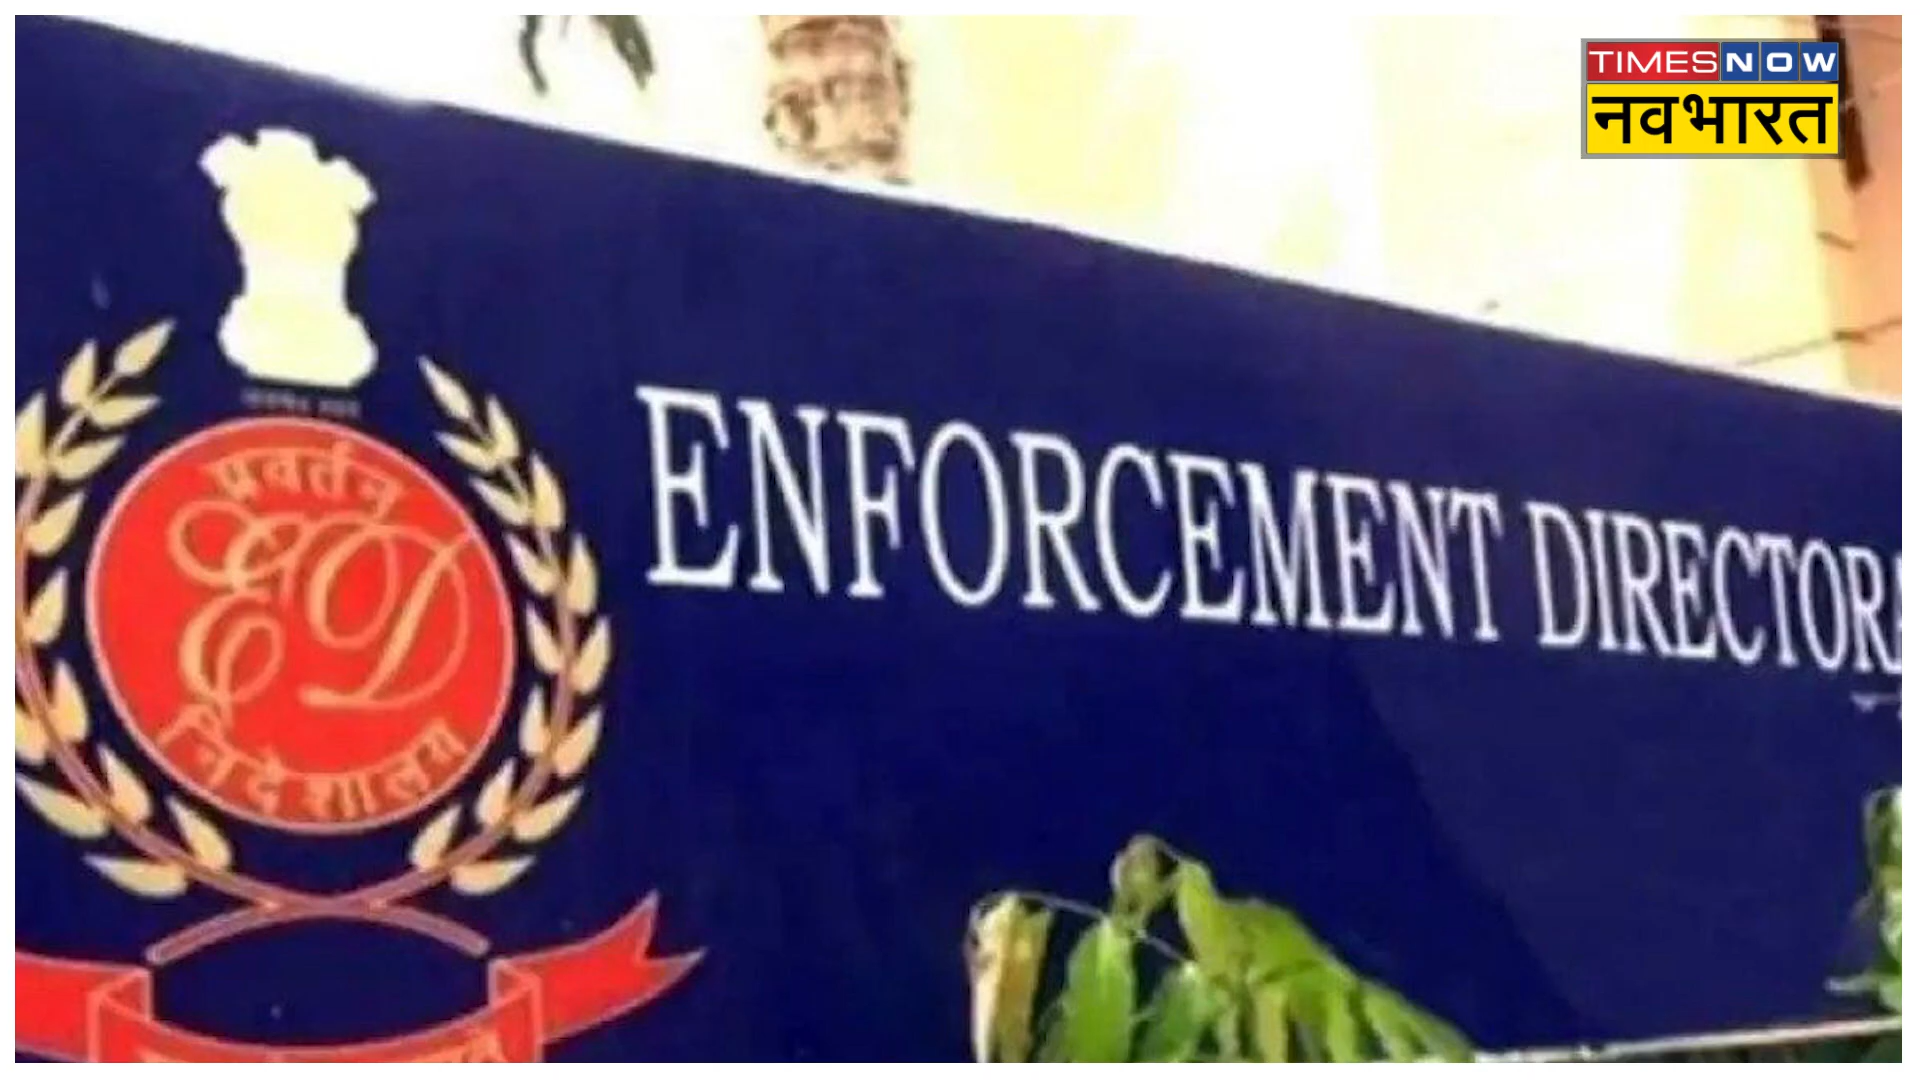 TIMES NOW
नवभारत
ENFORCEMENT DIRECTORA
प्रवर्तन
ED
निदेशालय